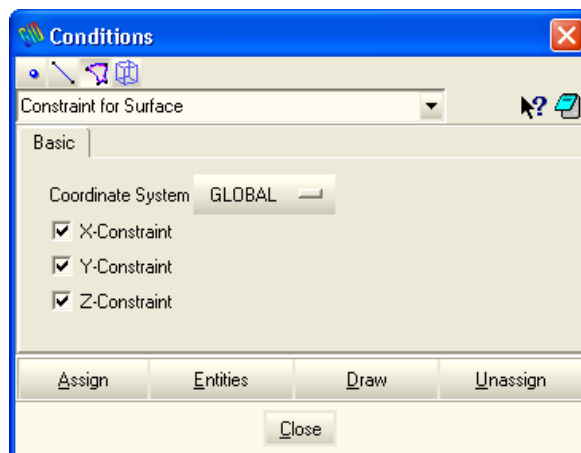 Conditions
Constraint for Surface
Basic
Coordinate System GLOBAL
X-Constraint
Y-Constraint
Z-Constraint
Assign Entities Draw Unassign
Close